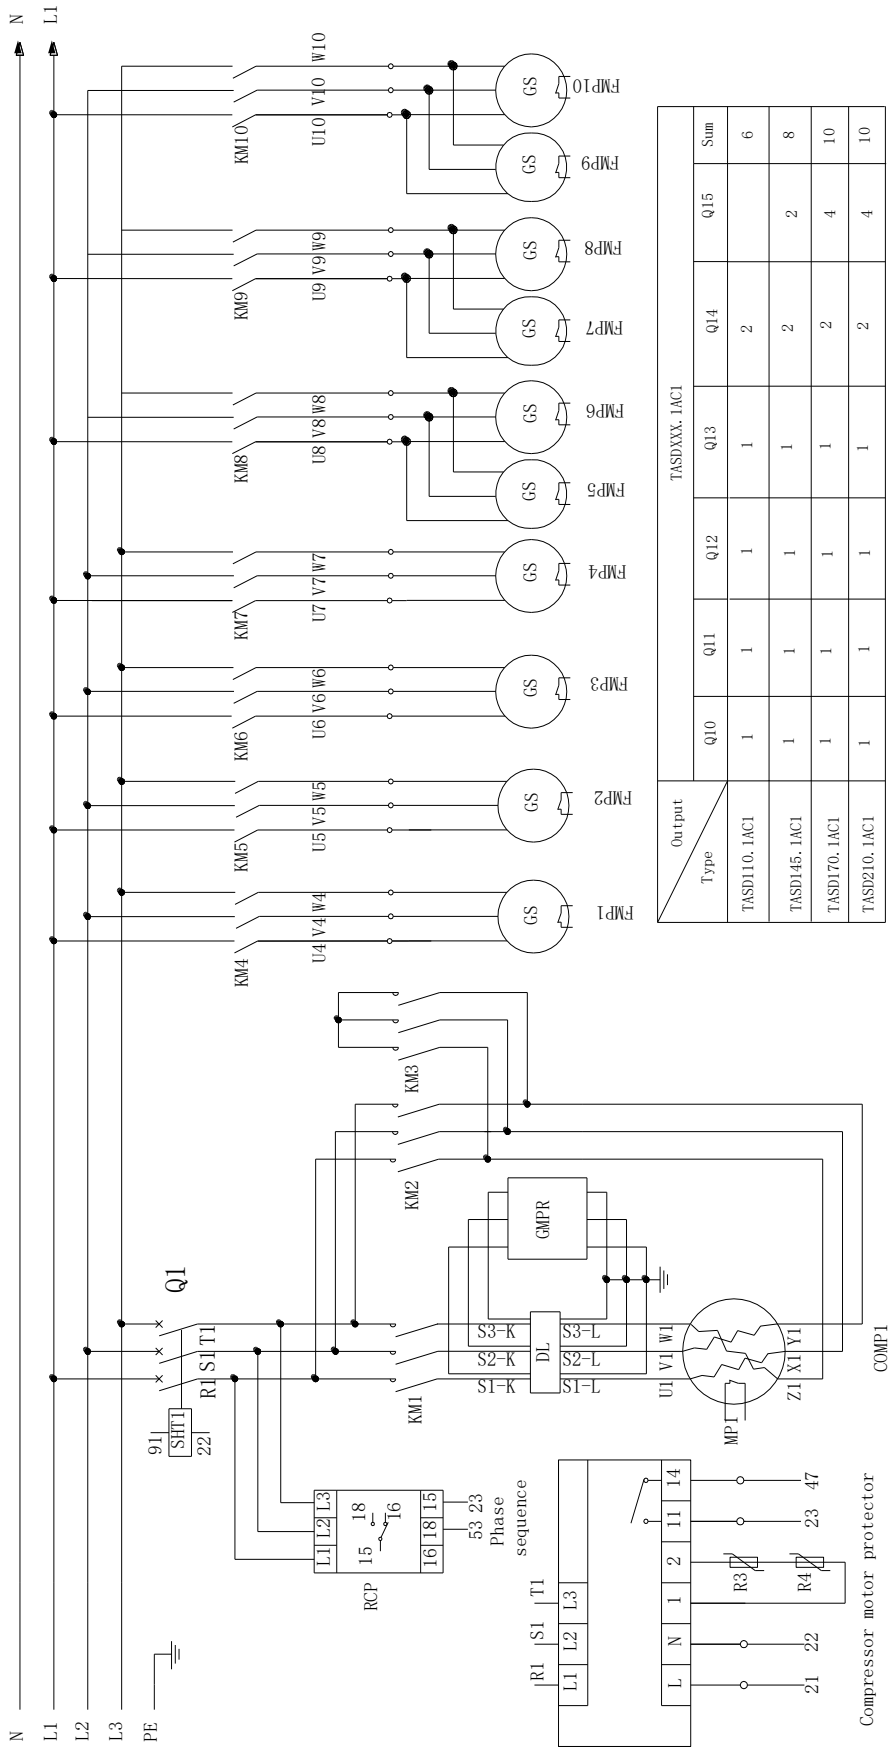 N
L1
L2
L3
PE
N
L1
Q1
SHT1
91
22
R1 S1 T1
L1 L2 L3
15
18
16
16 18 15
RCP
53 23
Phase
sequence
KM1
KM2
KM3
S1-K
S2-K
S3-K
DL
S1-L
S2-L
S3-L
GMPR
U1 V1 W1
Z1 X1 Y1
MP1
COMP1
R1 S1 T1
L1 L2 L3
L N 1 2 11 14
R3
R4
21 22 23 47
Compressor motor protector
KM4
U4 V4 W4
GS
FMP1
KM5
U5 V5 W5
GS
FMP2
KM6
U6 V6 W6
GS
FMP3
KM7
U7 V7 W7
GS
FMP4
KM8
U8 V8 W8
GS
FMP5
GS
FMP6
KM9
U9 V9 W9
GS
FMP7
GS
FMP8
KM10
U10 V10 W10
GS
FMP9
GS
FMP10
Output
Type
TASDXXX.1AC1
Q10 Q11 Q12 Q13 Q14 Q15 Sum
TASD110.1AC1 1 1 1 1 2 6
TASD145.1AC1 1 1 1 1 2 2 8
TASD170.1AC1 1 1 1 1 2 4 10
TASD210.1AC1 1 1 1 1 2 4 10